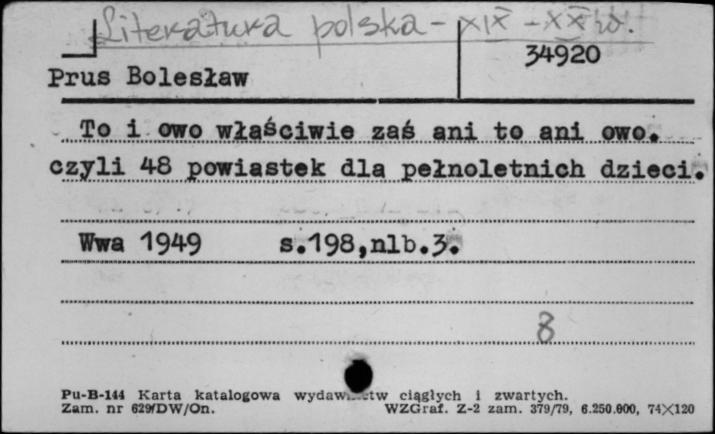 Literatura polska - XIX - XX w.
34920
Prus Bolesław
To i owo właściwie zaś ani to ani owo.
czyli 48 powiastek dla pełnoletnich dzieci.
Wwa 1949 s.198,nlb.3.
8
Pu-B-144 Karta katalogowa ciągłych i zwartych.
Zam. nr 629/DW/On. WZGraf. Z-2 zam. 379/79, 6.250.000, 74×120